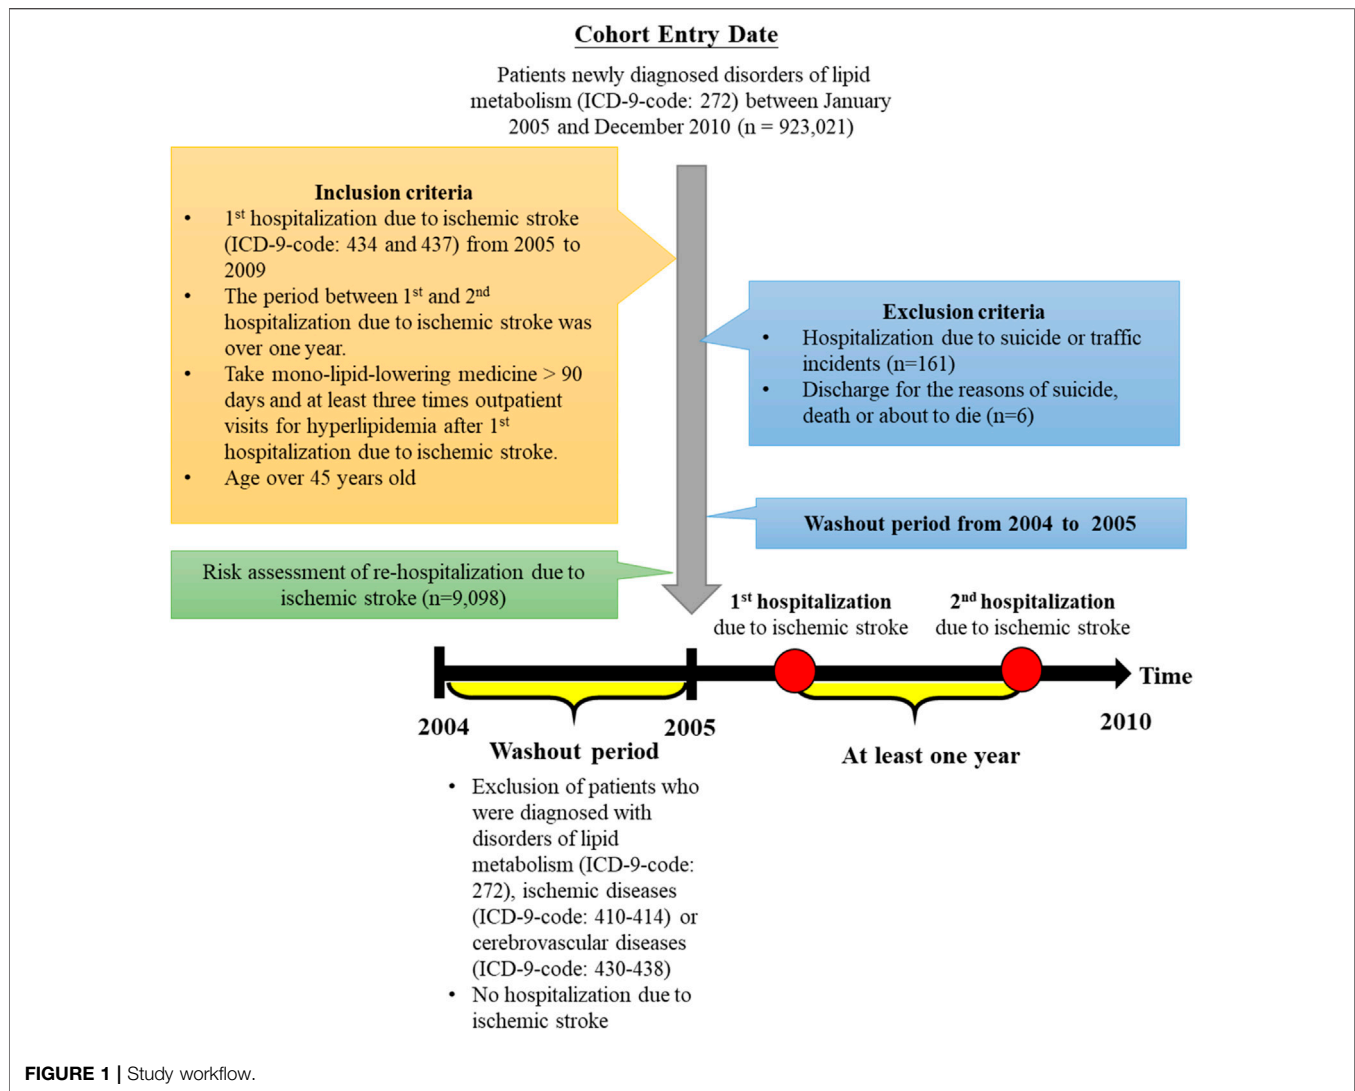 Cohort Entry Date
Patients newly diagnosed disorders of lipid
metabolism (ICD-9-code: 272) between January
2005 and December 2010 (n = 923,021)
Inclusion criteria
• 1st hospitalization due to ischemic stroke
(ICD-9-code: 434 and 437) from 2005 to
2009
• The period between 1st and 2nd
hospitalization due to ischemic stroke was
over one year.
• Take mono-lipid-lowering medicine > 90
days and at least three times outpatient
visits for hyperlipidemia after 1st
hospitalization due to ischemic stroke.
• Age over 45 years old
Exclusion criteria
• Hospitalization due to suicide or traffic
incidents (n=161)
• Discharge for the reasons of suicide,
death or about to die (n=6)
Washout period from 2004 to 2005
Risk assessment of re-hospitalization due to
ischemic stroke (n=9,098)
1st hospitalization
due to ischemic stroke
2nd hospitalization
due to ischemic stroke
Time
2004
2005
2010
Washout period
At least one year
• Exclusion of patients who
were diagnosed with
disorders of lipid
metabolism (ICD-9-code:
272), ischemic diseases
(ICD-9-code: 410-414) or
cerebrovascular diseases
(ICD-9-code: 430-438)
• No hospitalization due to
ischemic stroke
FIGURE 1 | Study workflow.